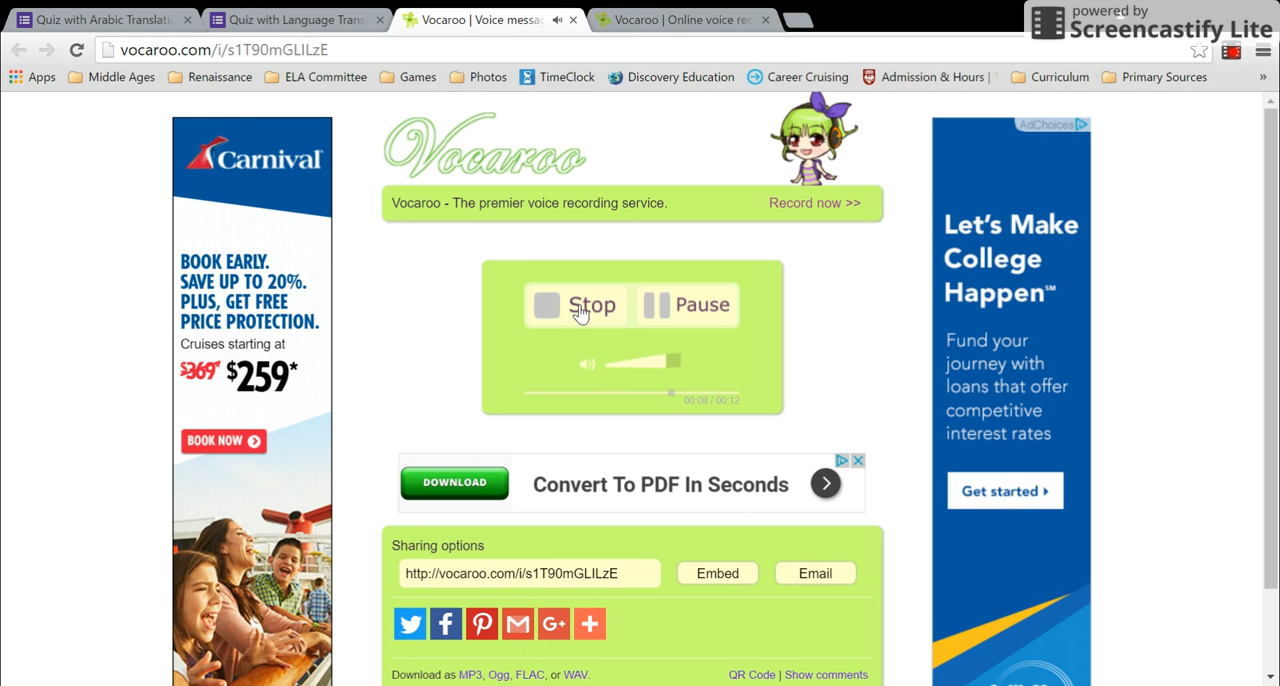 Quiz with Arabic Translati
Quiz with Language Trans
Vocaroo | Voice messa
Vocaroo | Online voice rec
powered by
Screencastify Lite
vocaroo.com/i/s1T90mGLILzE
Apps
Middle Ages
Renaissance
ELA Committee
Games
Photos
TimeClock
Discovery Education
Career Cruising
Admission & Hours |
Curriculum
Primary Sources
»
Carnival
BOOK EARLY.
SAVE UP TO 20%.
PLUS, GET FREE
PRICE PROTECTION.
Cruises starting at
$369* $259*
BOOK NOW
Vocaroo
Vocaroo - The premier voice recording service.
Record now >>
Stop
Pause
00:08 / 00:12
DOWNLOAD
Convert To PDF In Seconds
Sharing options
http://vocaroo.com/i/s1T90mGLILzE
Embed
Email
G+
Download as MP3, Ogg, FLAC, or WAV.
QR Code | Show comments
AdChoices
Let's Make
College
Happen℠
Fund your
journey with
loans that offer
competitive
interest rates
Get started